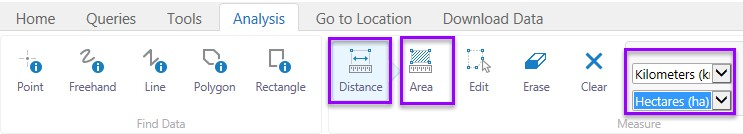 Home Queries Tools Analysis Go to Location Download Data
Point Freehand Line Polygon Rectangle Distance Area Edit Erase Clear
Kilometers (k
Hectares (ha)
Find Data Measure